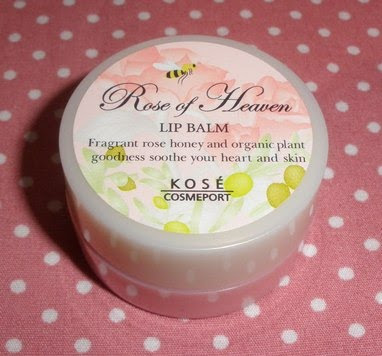 Rose of Heaven
LIP BALM
Fragrant rose honey and organic plant
goodness soothe your heart and skin
KOSÉ
COSMEPORT